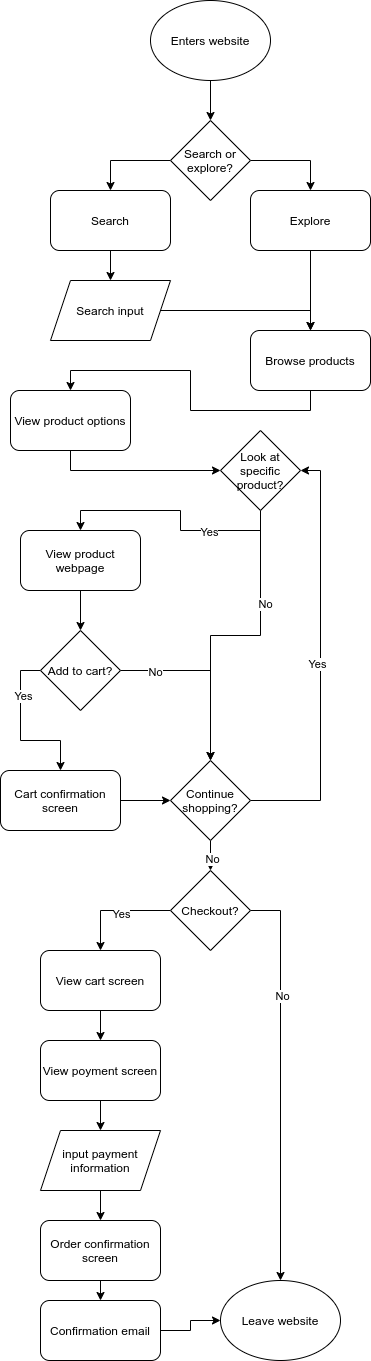 Enters website
Search or
explore?
Search
Explore
Search input
Browse products
View product options
Look at
specific
product?
Yes
View product
webpage
No
Yes
Add to cart?
No
Yes
Cart confirmation
screen
Continue
shopping?
No
Yes
Checkout?
View cart screen
No
View payment screen
input payment
information
Order confirmation
screen
Confirmation email
Leave website